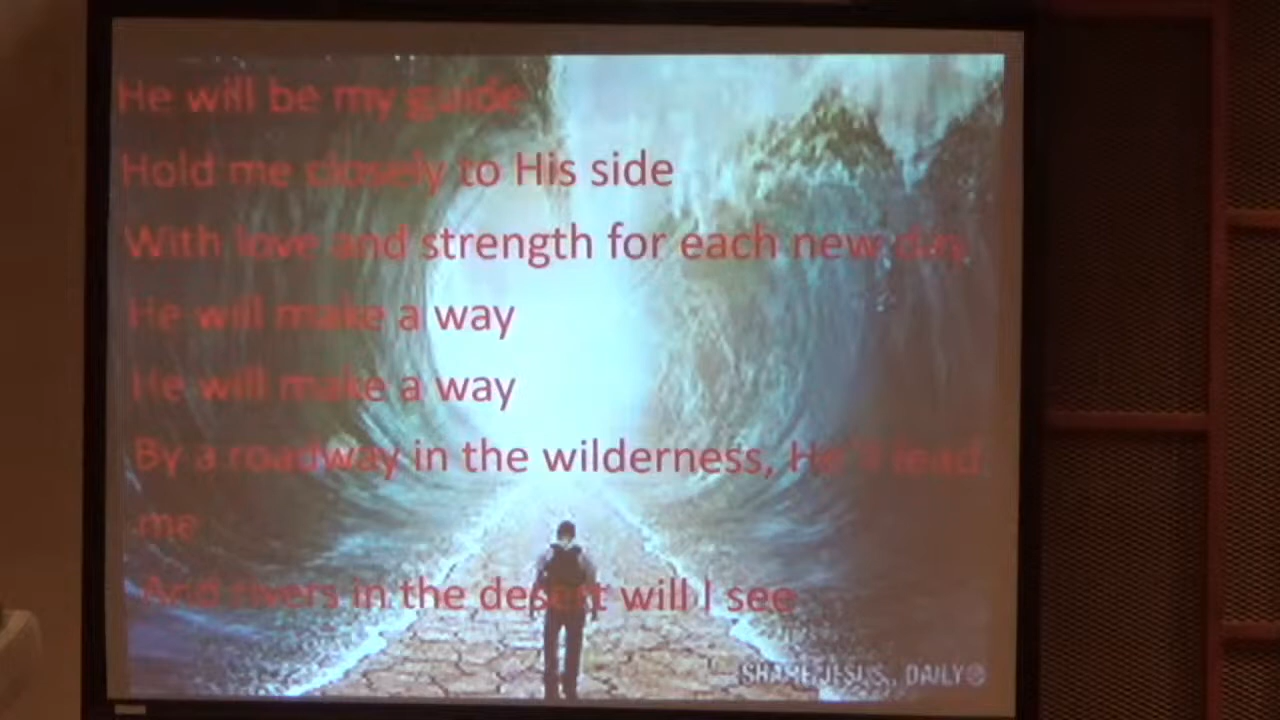 He will be my guide
Hold me closely to His side
With love and strength for each new day
He will make a way
He will make a way
By a roadway in the wilderness, He'll lead
me
And rivers in the desert will I see
SHARE JESUS, DAILY